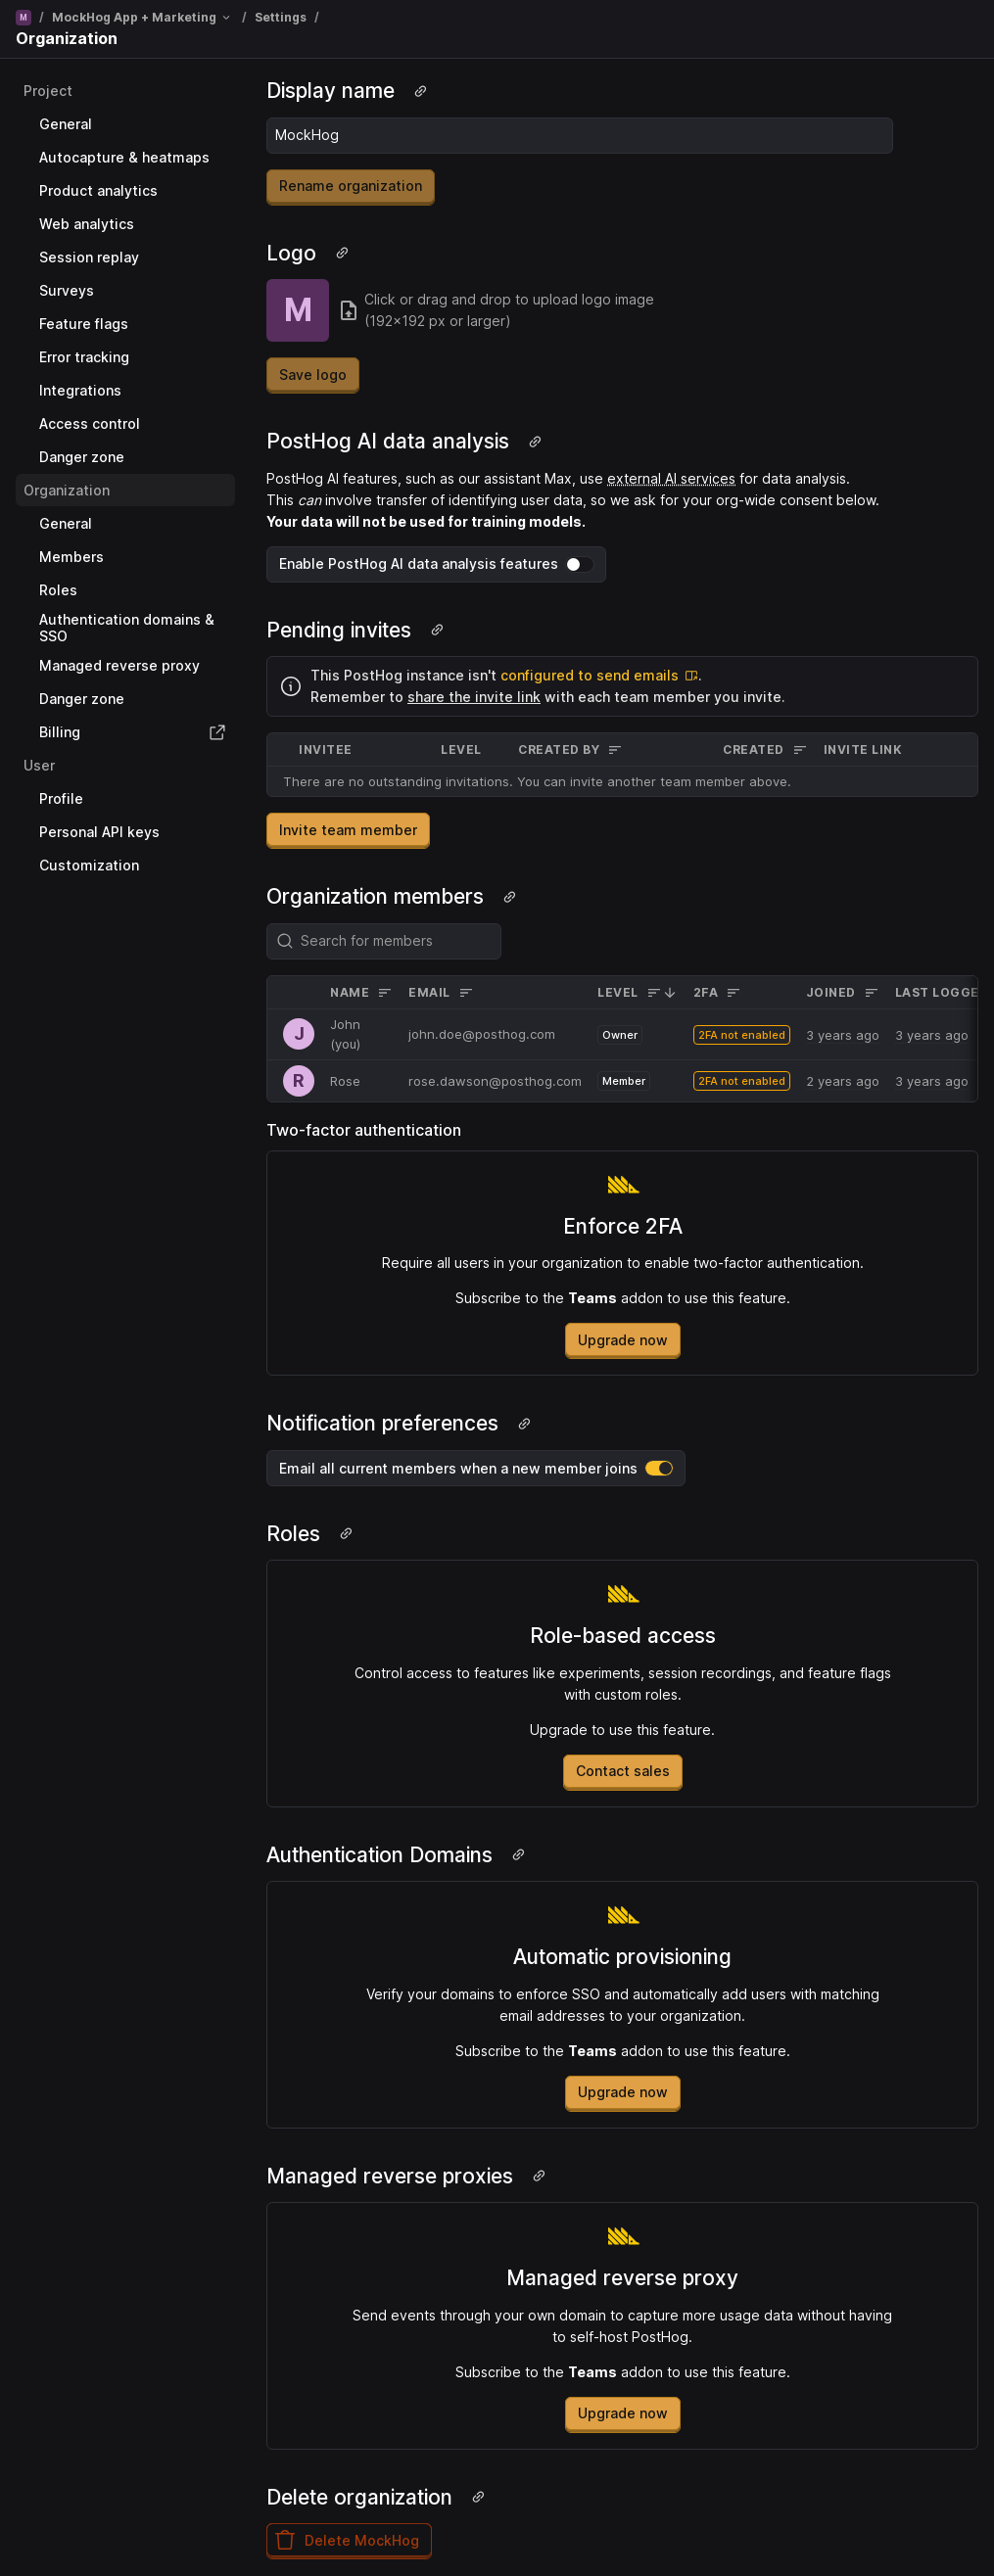 M / MockHog App + Marketing / Settings /
Organization
Project
General
Autocapture & heatmaps
Product analytics
Web analytics
Session replay
Surveys
Feature flags
Error tracking
Integrations
Access control
Danger zone
Organization
General
Members
Roles
Authentication domains &
SSO
Managed reverse proxy
Danger zone
Billing
User
Profile
Personal API keys
Customization
Display name
MockHog
Rename organization
Logo
M
Click or drag and drop to upload logo image
(192×192 px or larger)
Save logo
PostHog AI data analysis
PostHog AI features, such as our assistant Max, use external AI services for data analysis.
This can involve transfer of identifying user data, so we ask for your org-wide consent below.
Your data will not be used for training models.
Enable PostHog AI data analysis features
Pending invites
This PostHog instance isn't configured to send emails .
Remember to share the invite link with each team member you invite.
INVITEE LEVEL CREATED BY CREATED INVITE LINK
There are no outstanding invitations. You can invite another team member above.
Invite team member
Organization members
Search for members
NAME EMAIL LEVEL 2FA JOINED LAST LOGGE
J John (you) john.doe@posthog.com Owner 2FA not enabled 3 years ago 3 years ago
R Rose rose.dawson@posthog.com Member 2FA not enabled 2 years ago 3 years ago
Two-factor authentication
Enforce 2FA
Require all users in your organization to enable two-factor authentication.
Subscribe to the Teams addon to use this feature.
Upgrade now
Notification preferences
Email all current members when a new member joins
Roles
Role-based access
Control access to features like experiments, session recordings, and feature flags
with custom roles.
Upgrade to use this feature.
Contact sales
Authentication Domains
Automatic provisioning
Verify your domains to enforce SSO and automatically add users with matching
email addresses to your organization.
Subscribe to the Teams addon to use this feature.
Upgrade now
Managed reverse proxies
Managed reverse proxy
Send events through your own domain to capture more usage data without having
to self-host PostHog.
Subscribe to the Teams addon to use this feature.
Upgrade now
Delete organization
Delete MockHog